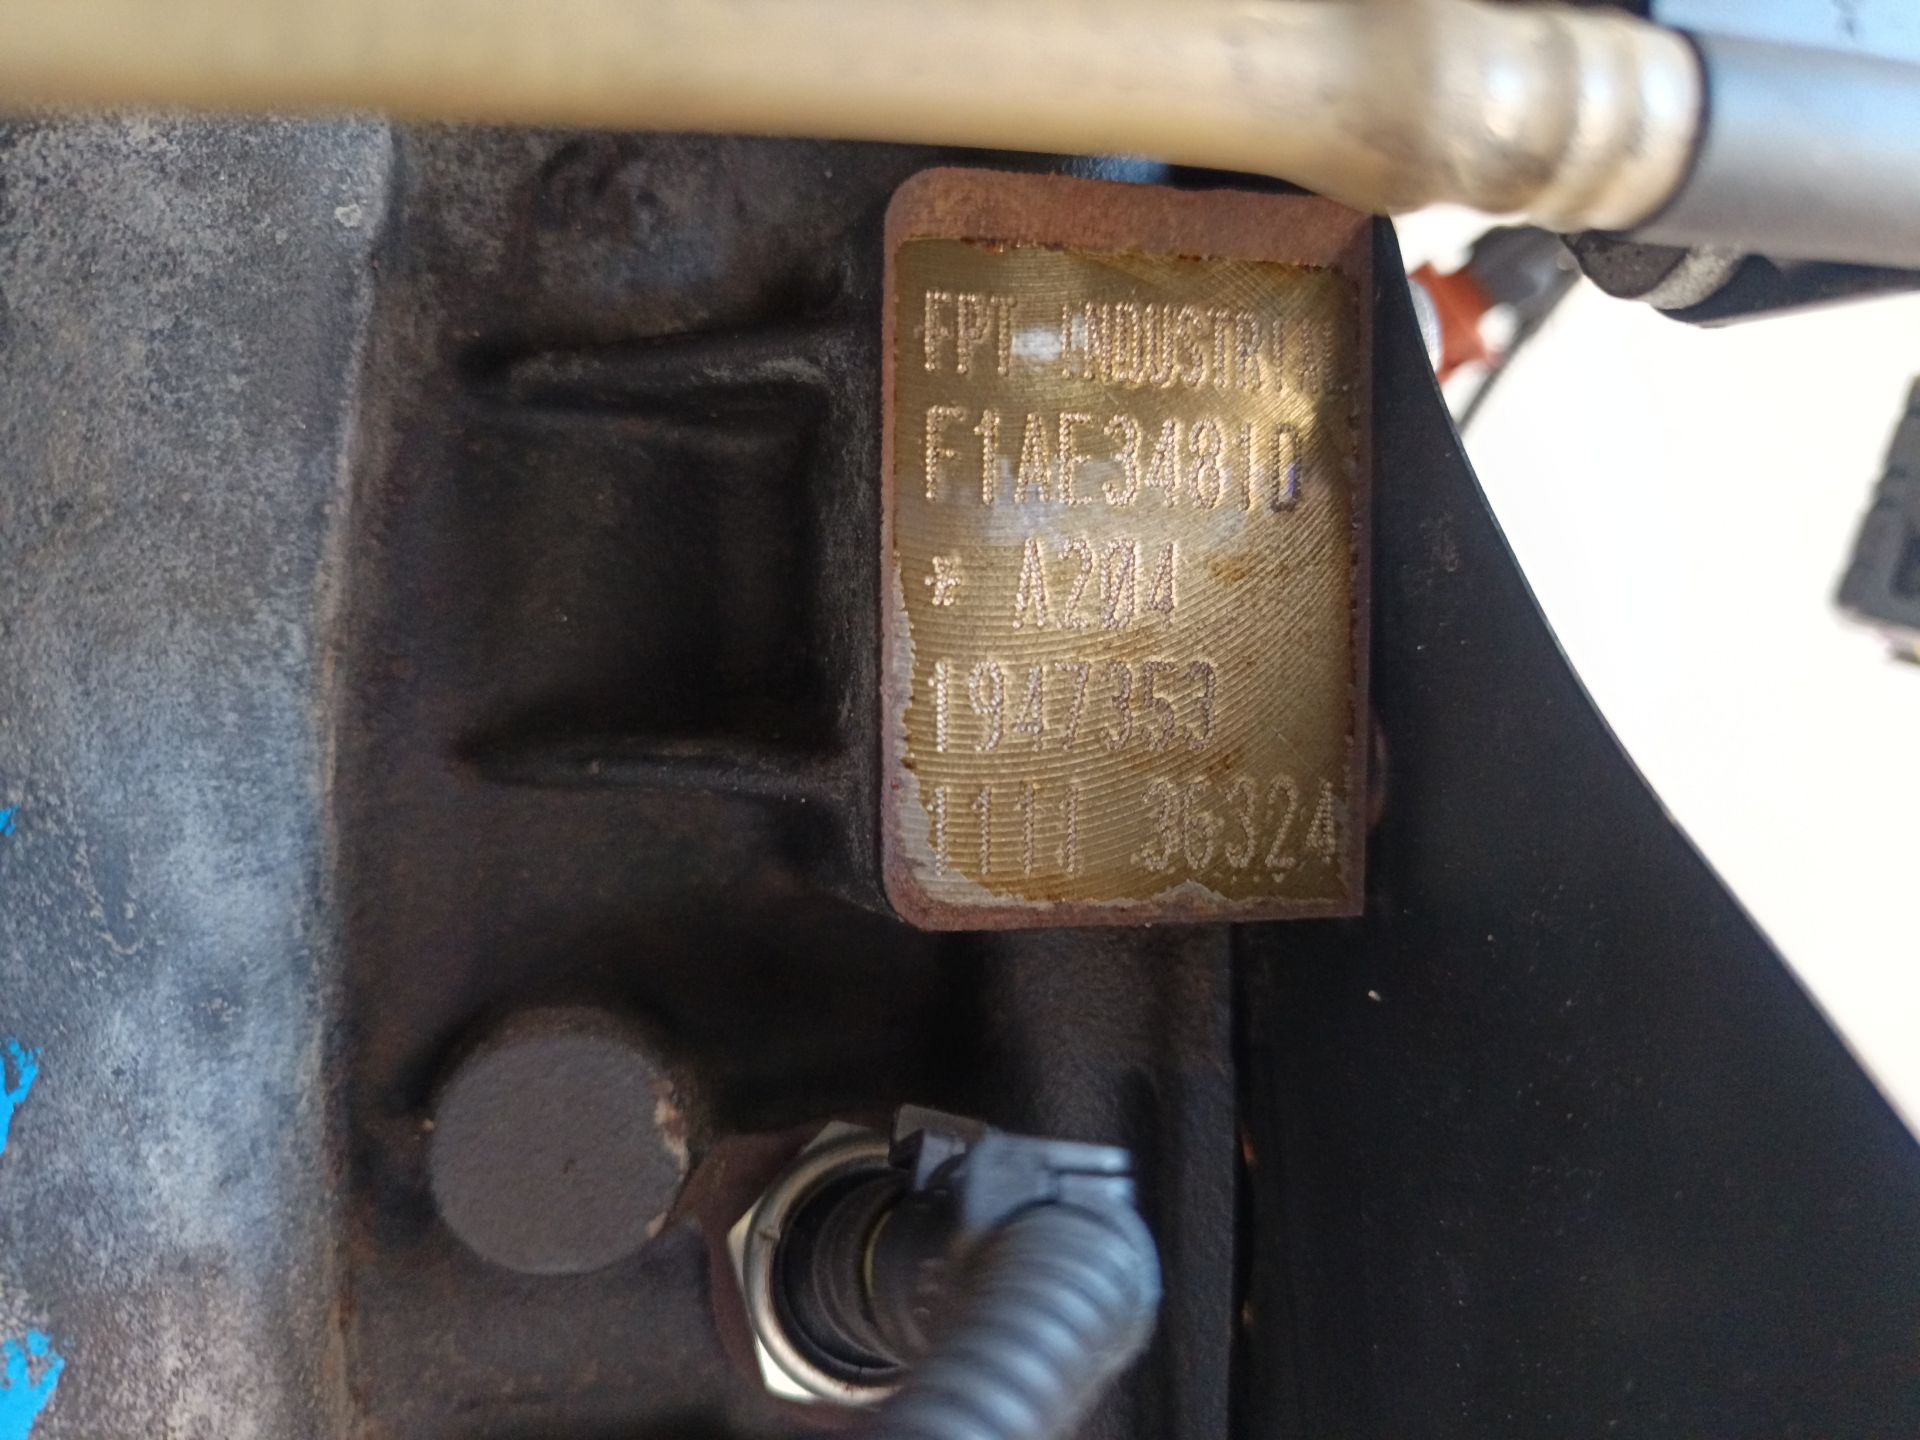 FPT INDUSTRIAL
F1AE3481D
* A204
1947353
1111 36324